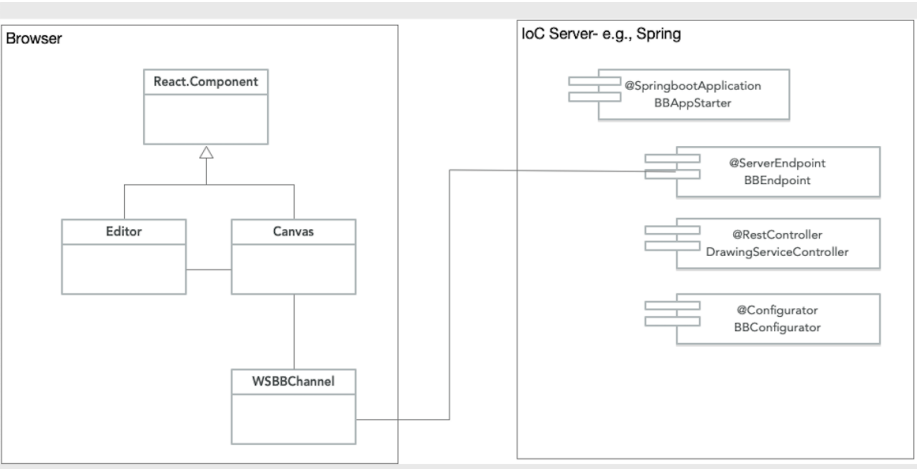 Browser
React.Component
Editor
Canvas
WSBBChannel
IoC Server- e.g., Spring
@SpringbootApplication
BBAppStarter
@ServerEndpoint
BBEndpoint
@RestController
DrawingServiceController
@Configurator
BBConfigurator